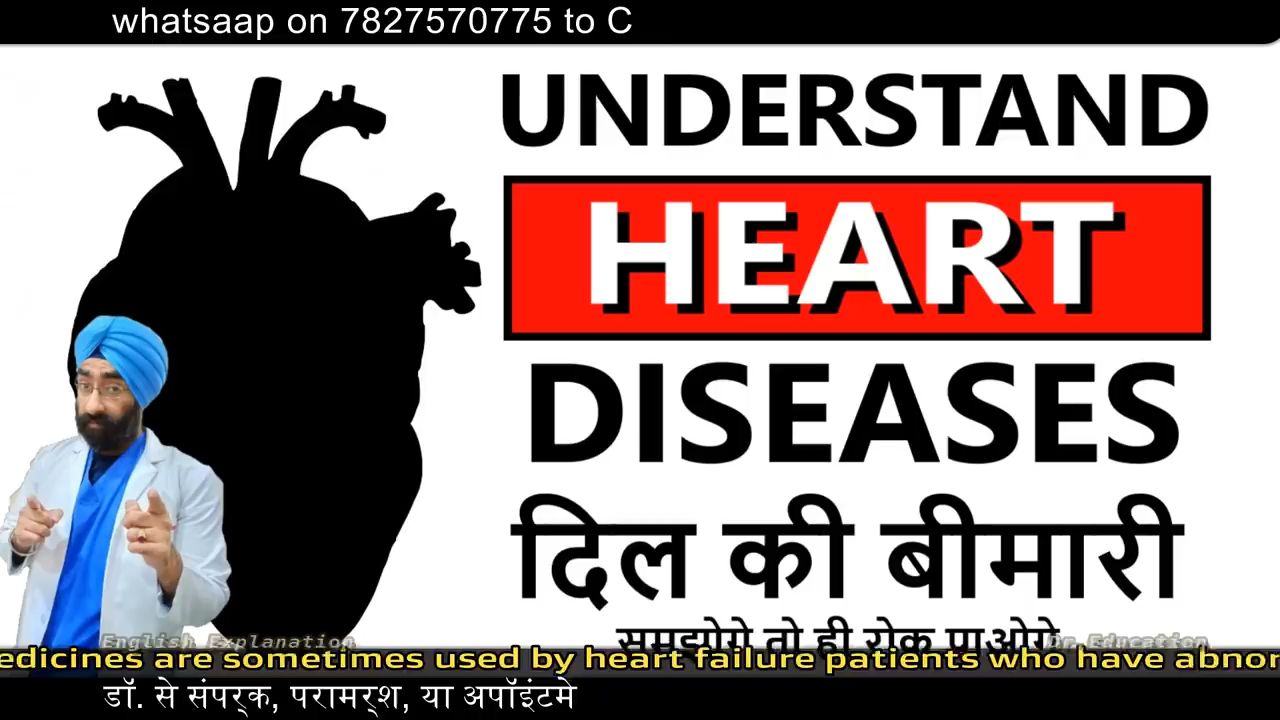 whatsaap on 7827570775 to C
UNDERSTAND
HEART
DISEASES
दिल की बीमारी
समझोगे तो ही रोक पाओगे
English Explanation
Dr.Education
edicines are sometimes used by heart failure patients who have abnor
डॉ. से संपर्क, परामर्श, या अपॉइंटमे